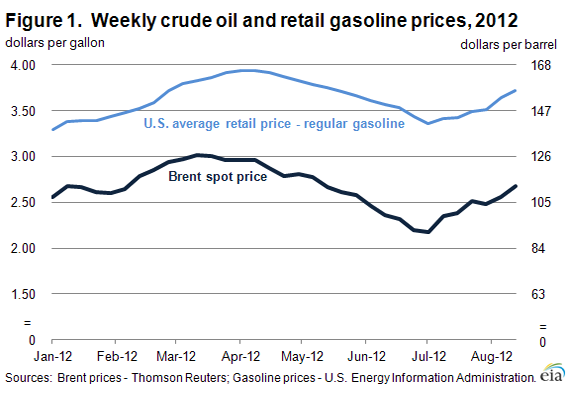 Figure 1.  Weekly crude oil and retail gasoline prices, 2012
dollars per gallon
dollars per barrel
4.00
168
U.S. average retail price - regular gasoline
3.50
147
3.00
126
Brent spot price
2.50
105
2.00
84
1.50
63
=
=
0
0
Jan-12 Feb-12 Mar-12 Apr-12 May-12 Jun-12 Jul-12 Aug-12
Sources:  Brent prices - Thomson Reuters; Gasoline prices - U.S. Energy Information Administration.
eia